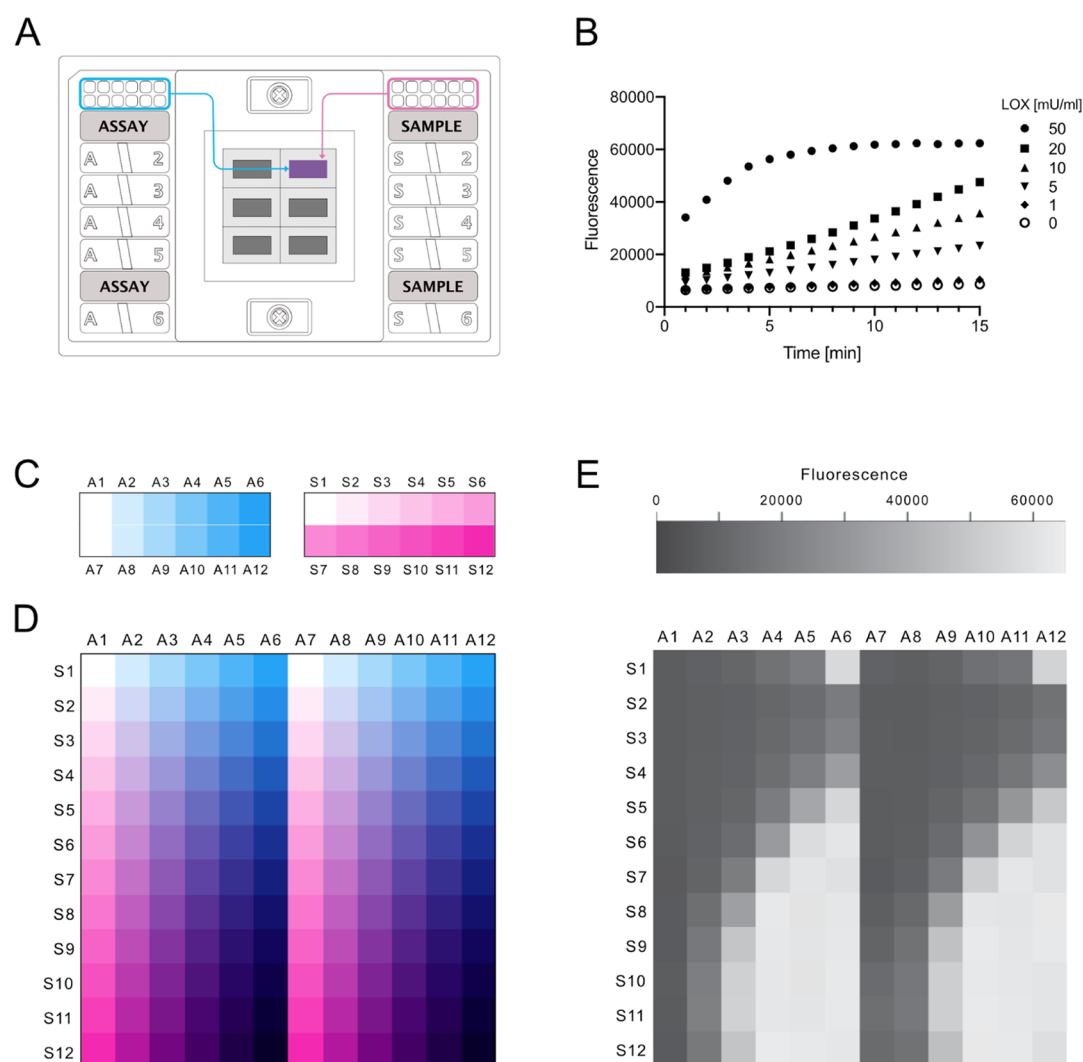 A
ASSAY
SAMPLE
A 2
S 2
A 3
S 3
A 4
S 4
A 5
S 5
ASSAY
SAMPLE
A 6
S 6
B
80000
60000
40000
20000
0
Fluorescence
0 5 10 15
Time [min]
LOX [mU/ml]
50
20
10
5
1
0
C
A1 A2 A3 A4 A5 A6
A7 A8 A9 A10 A11 A12
S1 S2 S3 S4 S5 S6
S7 S8 S9 S10 S11 S12
D
A1 A2 A3 A4 A5 A6 A7 A8 A9 A10 A11 A12
S1
S2
S3
S4
S5
S6
S7
S8
S9
S10
S11
S12
E
Fluorescence
0 20000 40000 60000
A1 A2 A3 A4 A5 A6 A7 A8 A9 A10 A11 A12
S1
S2
S3
S4
S5
S6
S7
S8
S9
S10
S11
S12